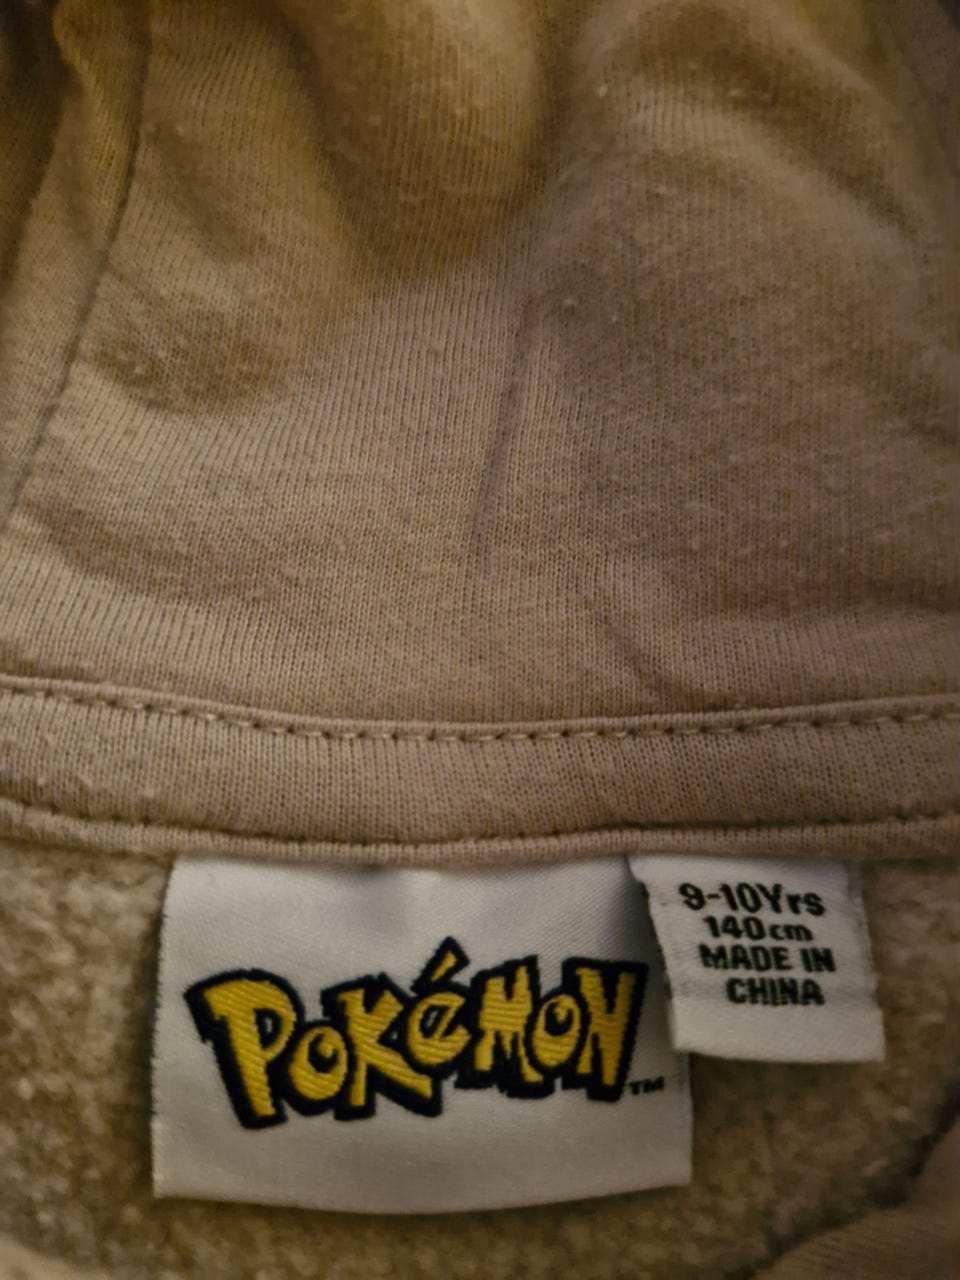 POKéMON™
9-10Yrs
140cm
MADE IN
CHINA